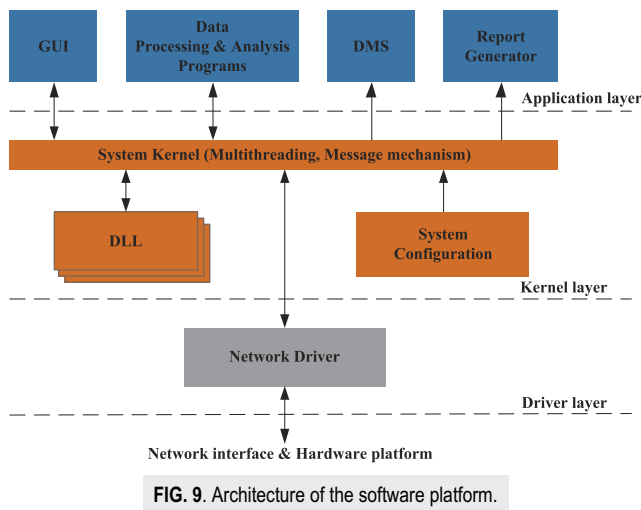 GUI
Data
Processing & Analysis
Programs
DMS
Report
Generator
Application layer
System Kernel (Multithreading, Message mechanism)
DLL
System
Configuration
Kernel layer
Network Driver
Driver layer
Network interface & Hardware platform
FIG. 9. Architecture of the software platform.